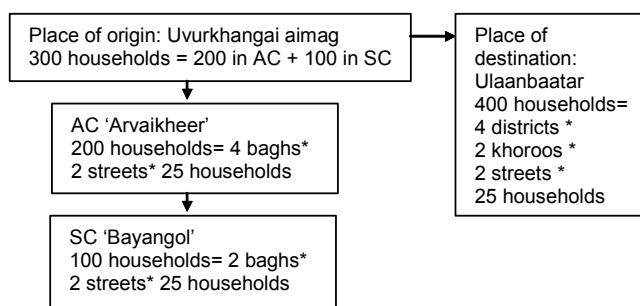 Place of origin: Uvurkhangai aimag
300 households = 200 in AC + 100 in SC
Place of
destination:
Ulaanbaatar
400 households=
4 districts *
2 khoroos *
2 streets *
25 households
AC ‘Arvaikheer’
200 households= 4 baghs*
2 streets* 25 households
SC ‘Bayangol’
100 households= 2 baghs*
2 streets* 25 households